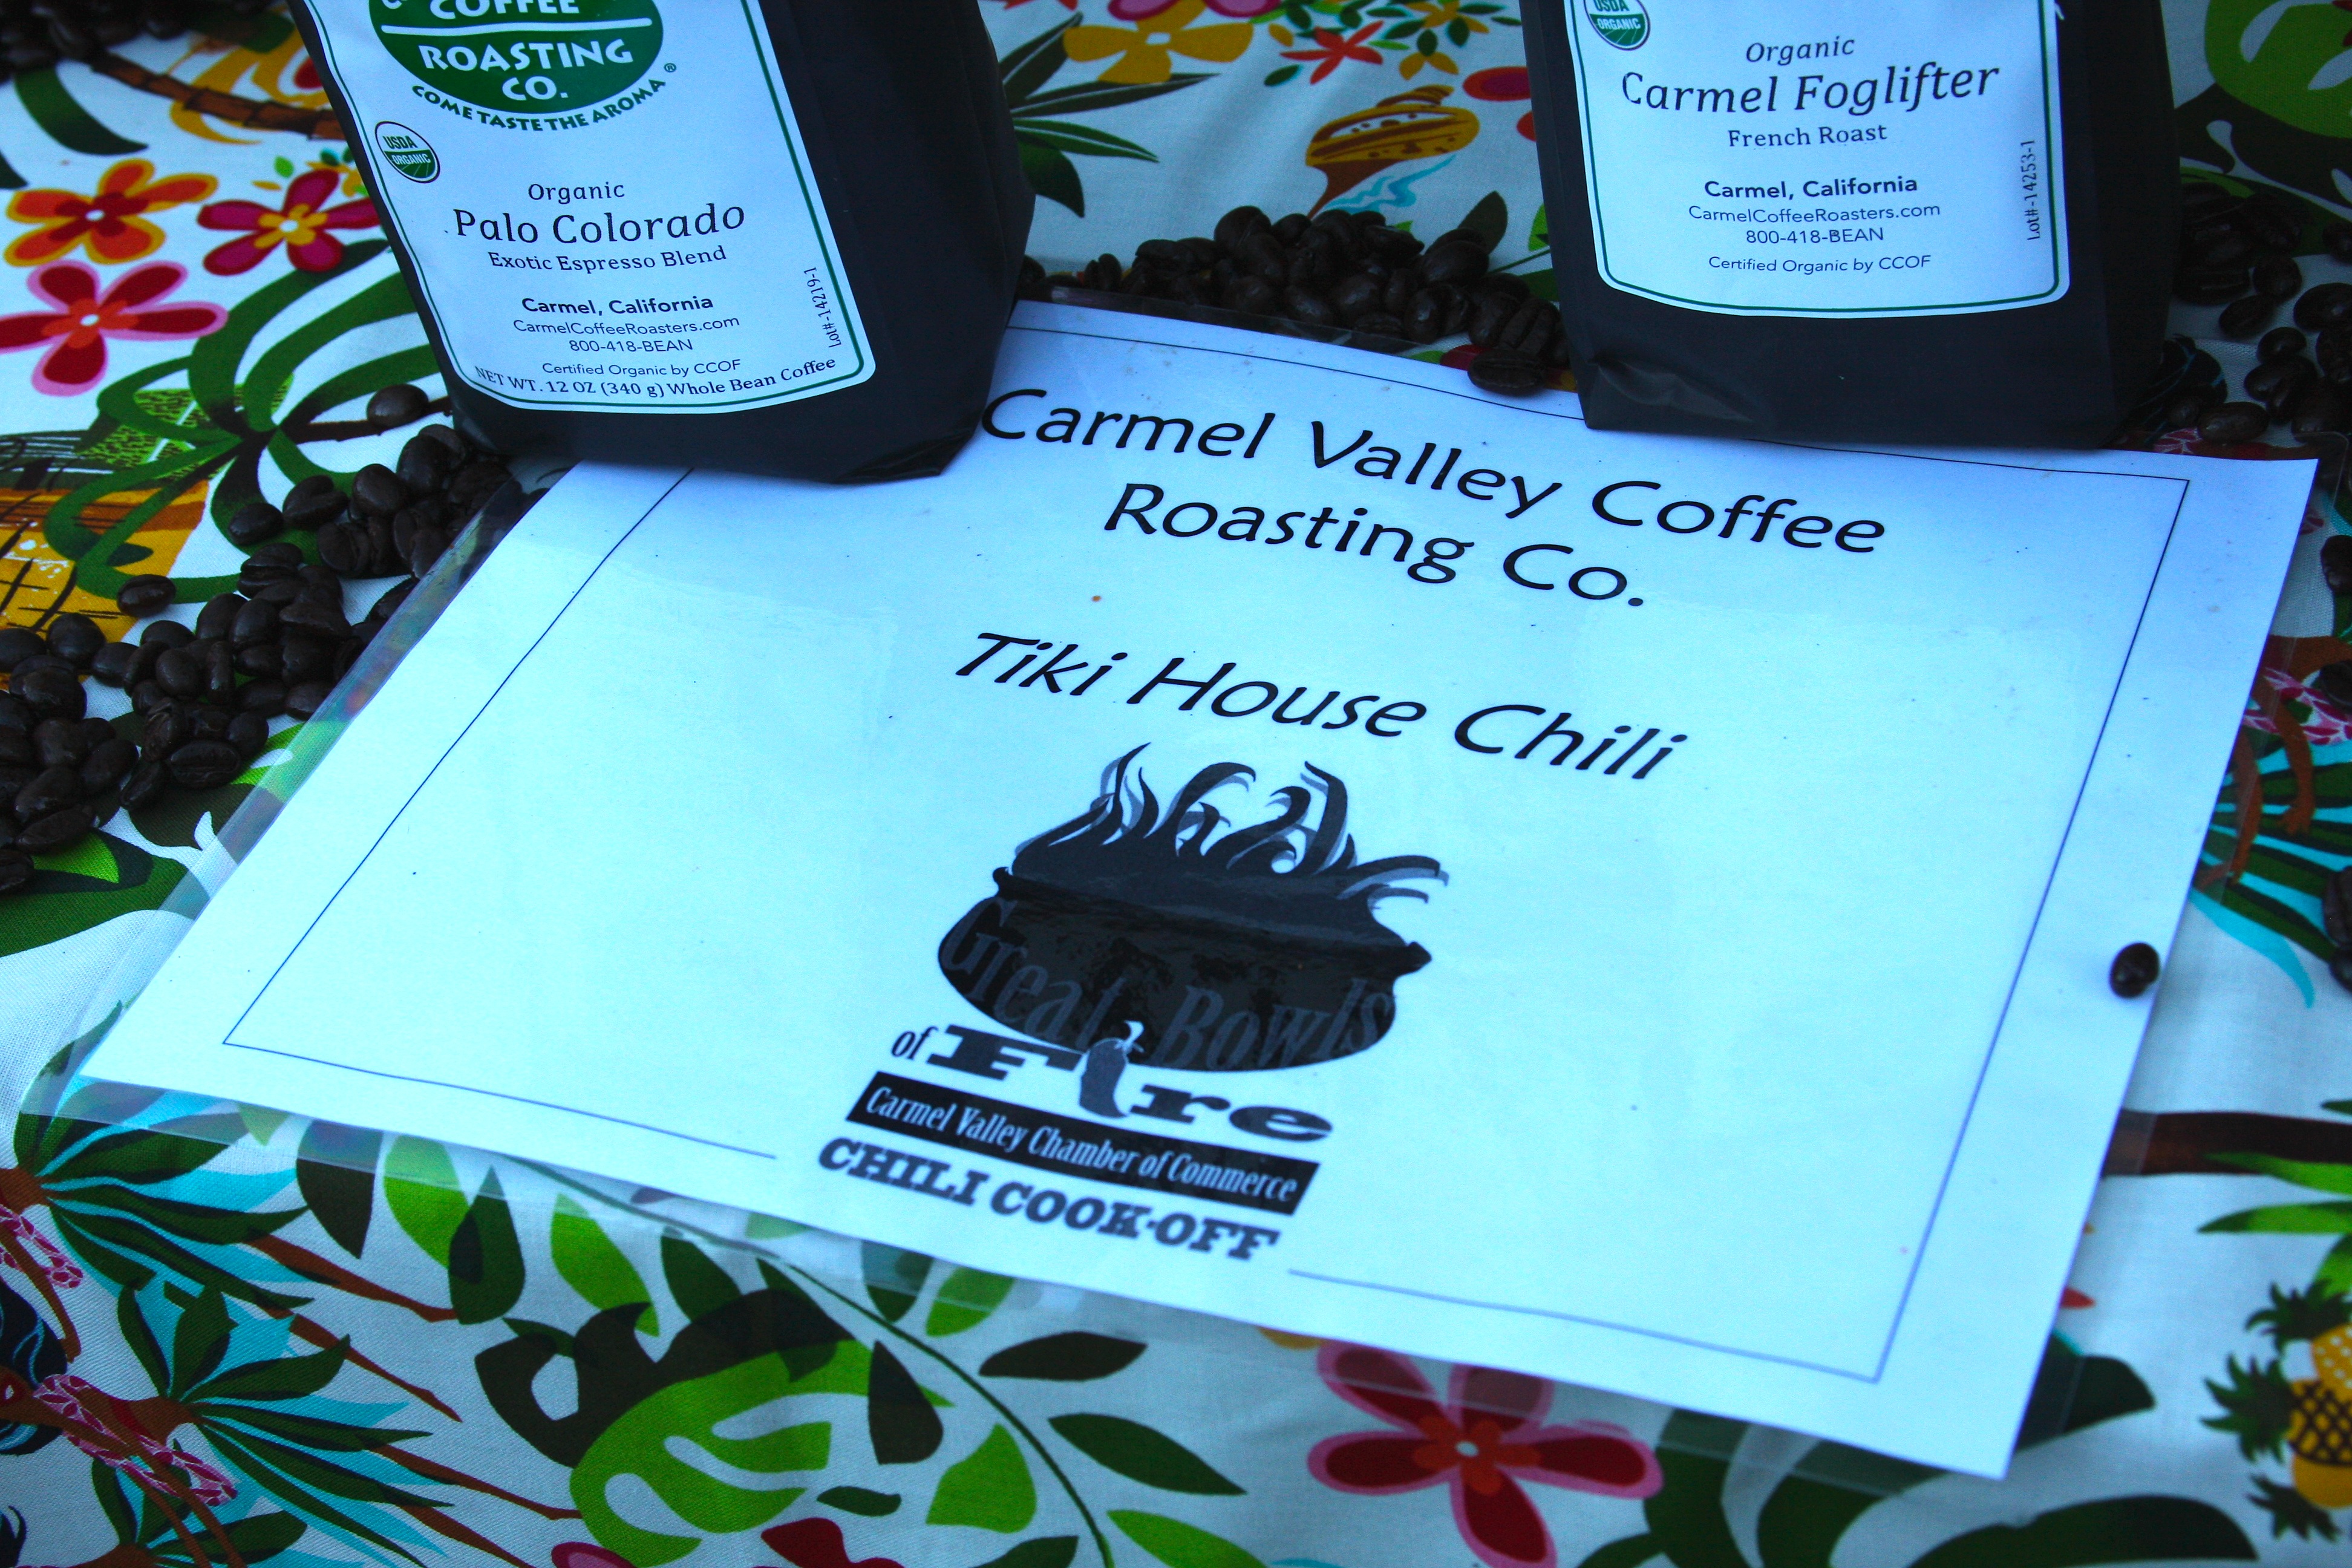 COFFEE
ROASTING
CO.
COME TASTE THE AROMA ®
USDA
ORGANIC
Organic
Palo Colorado
Exotic Espresso Blend
Carmel, California
CarmelCoffeeRoasters.com
800-418-BEAN
Certified Organic by CCOF
NET WT. 12 OZ (340 g) Whole Bean Coffee
Lot#-14219-1
USDA
ORGANIC
Organic
Carmel Foglifter
French Roast
Carmel, California
CarmelCoffeeRoasters.com
800-418-BEAN
Certified Organic by CCOF
Lot#-14253-1
Carmel Valley Coffee
Roasting Co.
Tiki House Chili
Great Bowls
of Fire
Carmel Valley Chamber of Commerce
CHILI COOK-OFF